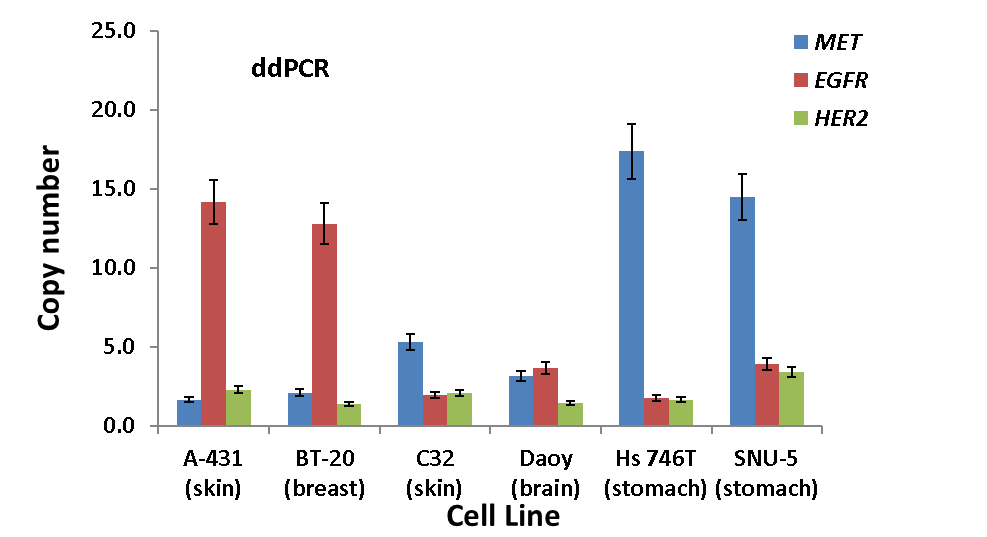 25.0
20.0
15.0
10.0
5.0
0.0
Copy number
ddPCR
MET
EGFR
HER2
A-431 BT-20 C32 Daoy Hs 746T SNU-5
(skin) (breast) (skin) (brain) (stomach) (stomach)
Cell Line